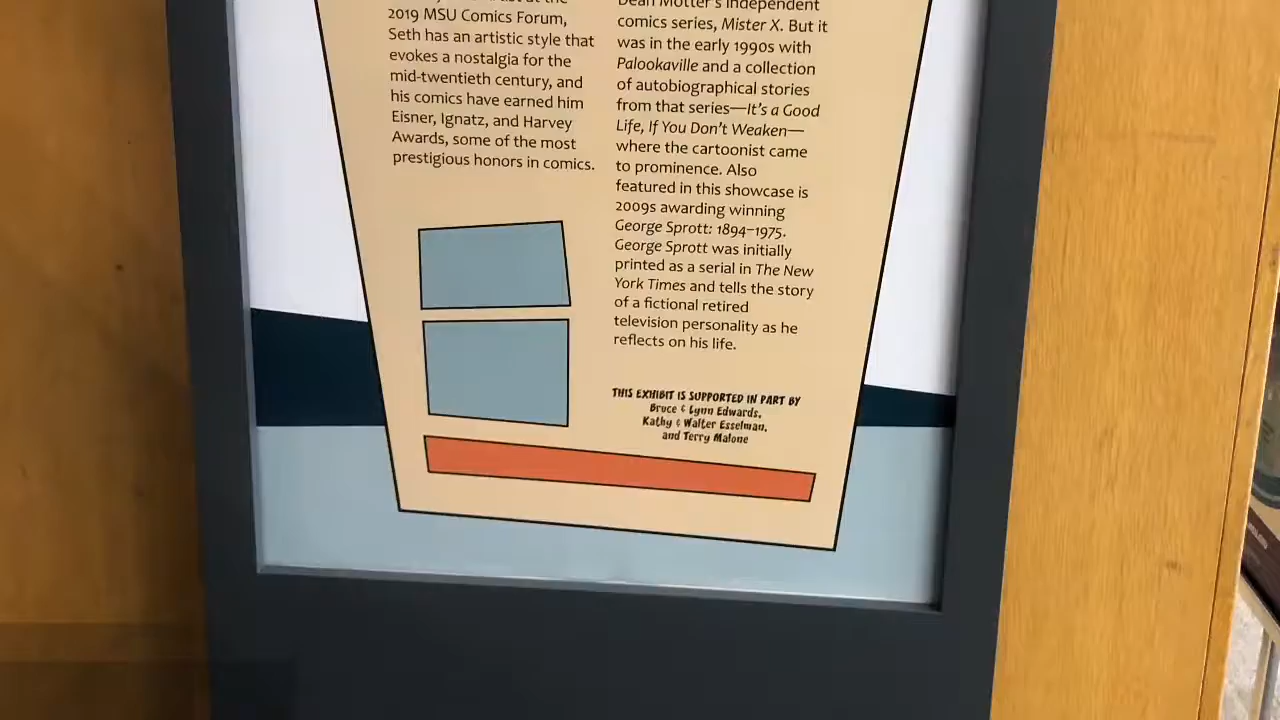 2019 MSU Comics Forum,
Seth has an artistic style that
evokes a nostalgia for the
mid-twentieth century, and
his comics have earned him
Eisner, Ignatz, and Harvey
Awards, some of the most
prestigious honors in comics.
Dean Motter's independent
comics series, Mister X. But it
was in the early 1990s with
Palookaville and a collection
of autobiographical stories
from that series—It's a Good
Life, If You Don't Weaken—
where the cartoonist came
to prominence. Also
featured in this showcase is
2009s awarding winning
George Sprott: 1894–1975.
George Sprott was initially
printed as a serial in The New
York Times and tells the story
of a fictional retired
television personality as he
reflects on his life.
THIS EXHIBIT IS SUPPORTED IN PART BY
Bruce & Lynn Edwards,
Kathy & Walter Esselman,
and Terry Malone